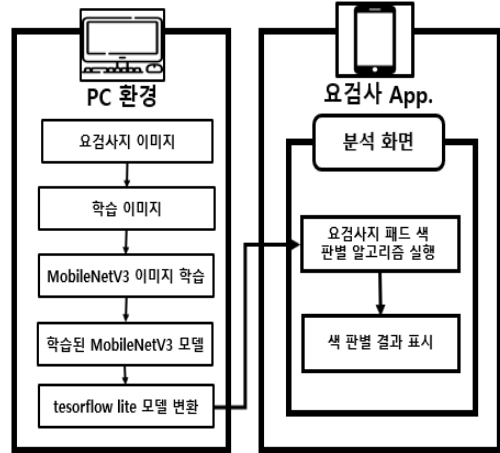 PC 환경
요검사지 이미지
학습 이미지
MobileNetV3 이미지 학습
학습된 MobileNetV3 모델
tesorflow lite 모델 변환
요검사 App.
분석 화면
요검사지 패드 색
판별 알고리즘 실행
색 판별 결과 표시